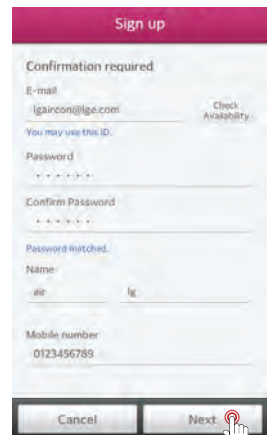 Sign up
Confirmation required
E-mail
lgaircon@lge.com
Check Availability
You may use this ID.
Password
......
Confirm Password
......
Password matched.
Name
air lg
Mobile number
0123456789
Cancel Next